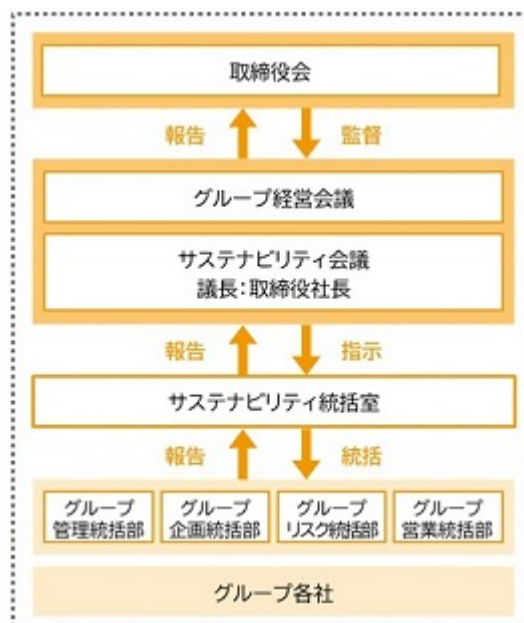 取締役会
報告 監督
グループ経営会議
サステナビリティ会議
議長：取締役社長
報告 指示
サステナビリティ統括室
報告 統括
グループ
管理統括部
グループ
企画統括部
グループ
リスク統括部
グループ
営業統括部
グループ各社